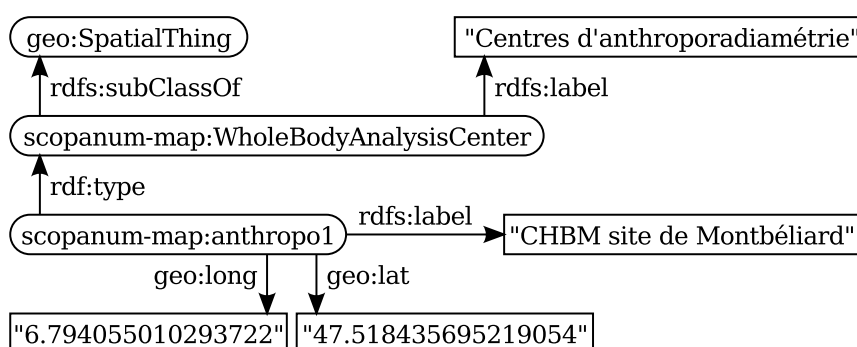 geo:SpatialThing "Centres d'anthroporadiamétrie"
rdfs:subClassOf rdfs:label
scopanum-map:WholeBodyAnalysisCenter
rdf:type
scopanum-map:anthropo1 rdfs:label "CHBM site de Montbéliard"
geo:long geo:lat
"6.794055010293722" "47.518435695219054"